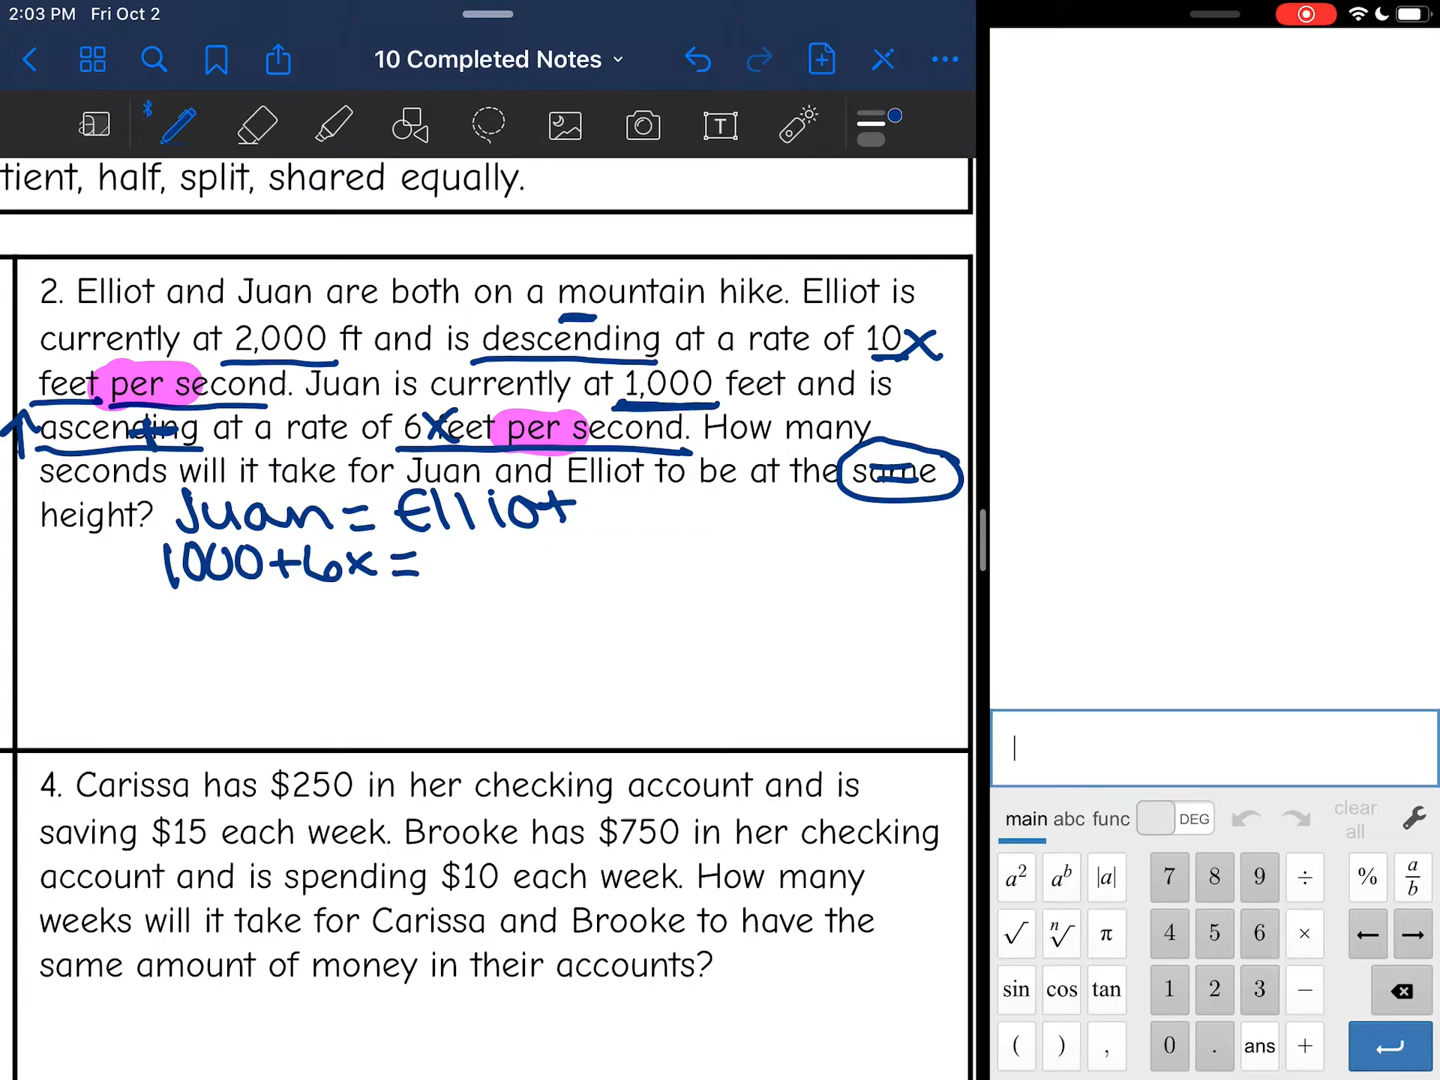 2:03 PM Fri Oct 2
10 Completed Notes
T
tient, half, split, shared equally.
2. Elliot and Juan are both on a mountain hike. Elliot is
currently at 2,000 ft and is descending at a rate of 10 x
feet per second. Juan is currently at 1,000 feet and is
ascending at a rate of 6 x feet per second. How many
seconds will it take for Juan and Elliot to be at the same
height? Juan = Elliot
1000+6x =
4. Carissa has $250 in her checking account and is
saving $15 each week. Brooke has $750 in her checking
account and is spending $10 each week. How many
weeks will it take for Carissa and Brooke to have the
same amount of money in their accounts?
main abc func DEG clear all
a² aᵇ |a| 7 8 9 ÷ % a/b
√ ⁿ√ π 4 5 6 × ← →
sin cos tan 1 2 3 −
( ) , 0 . ans +